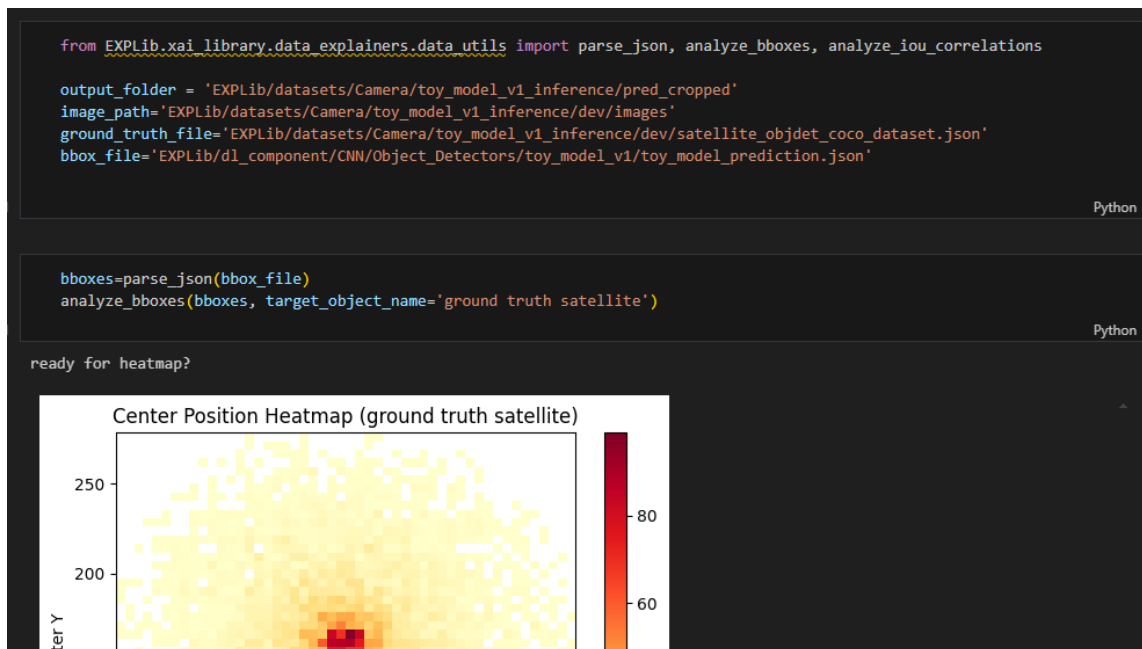 from EXPLib.xai_library.data_explainers.data_utils import parse_json, analyze_bboxes, analyze_iou_correlations
output_folder = 'EXPLib/datasets/Camera/toy_model_v1_inference/pred_cropped'
image_path='EXPLib/datasets/Camera/toy_model_v1_inference/dev/images'
ground_truth_file='EXPLib/datasets/Camera/toy_model_v1_inference/dev/satellite_objdet_coco_dataset.json'
bbox_file='EXPLib/dl_component/CNN/Object_Detectors/toy_model_v1/toy_model_prediction.json'
Python
bboxes=parse_json(bbox_file)
analyze_bboxes(bboxes, target_object_name='ground truth satellite')
Python
ready for heatmap?
Center Position Heatmap (ground truth satellite)
250
80
200
60
Y